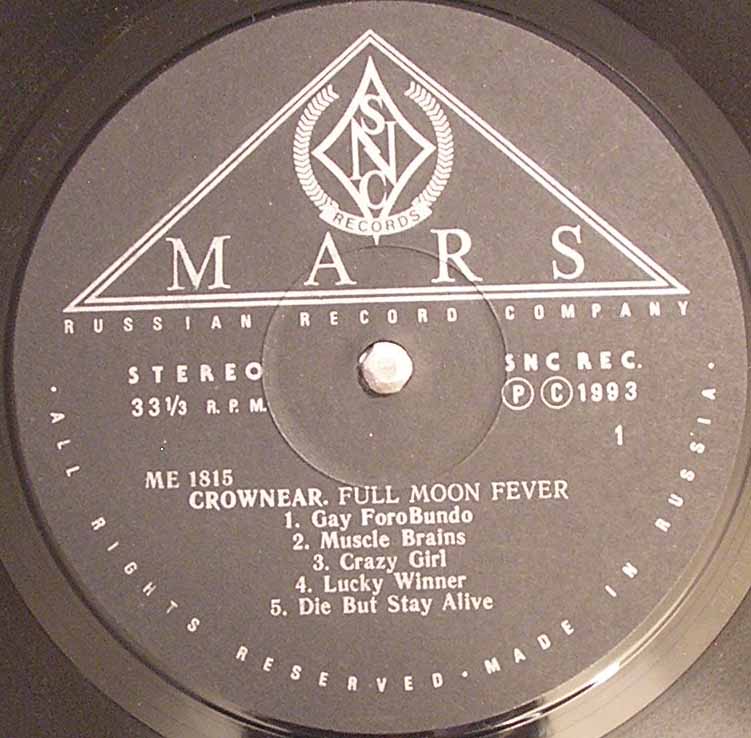 SNC
RECORDS
MARS
RUSSIAN RECORD COMPANY
STEREO
33 1/3 R.P.M.
SNC REC.
Ⓟ Ⓒ 1993
1
ME 1815
CROWNEAR. FULL MOON FEVER
1. Gay ForoBundo
2. Muscle Brains
3. Crazy Girl
4. Lucky Winner
5. Die But Stay Alive
· ALL RIGHTS RESERVED · MADE IN RUSSIA ·